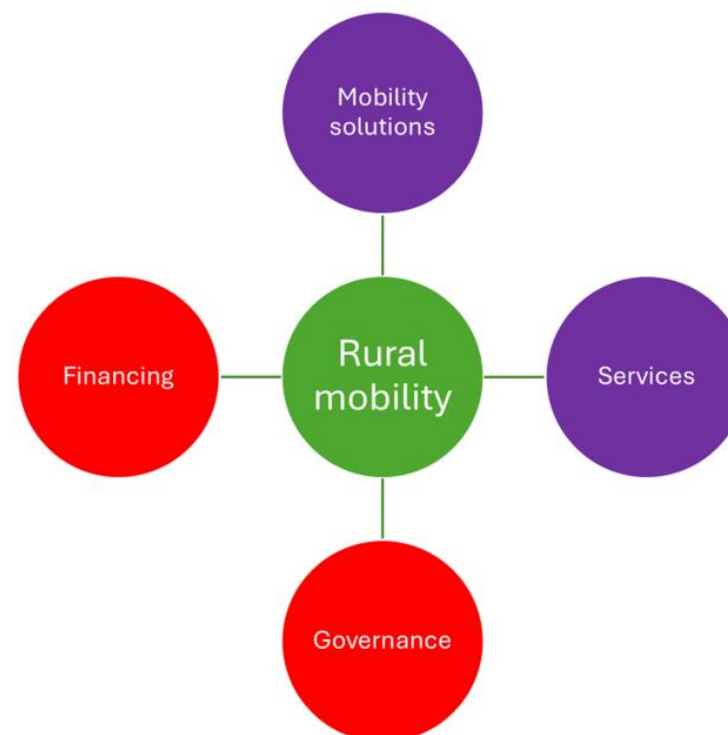 Mobility
solutions
Financing
Rural
mobility
Services
Governance